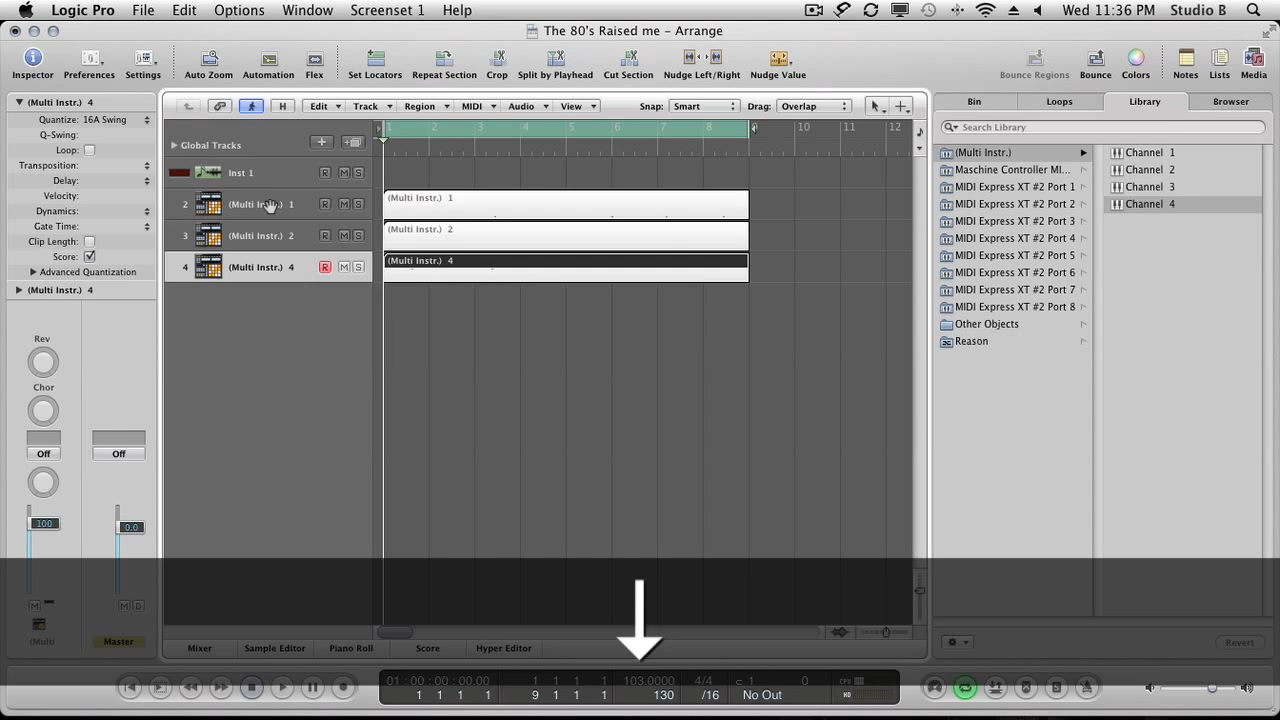 Logic Pro File Edit Options Window Screenset 1 Help Wed 11:36 PM Studio B
The 80's Raised me – Arrange
Inspector Preferences Settings Auto Zoom Automation Flex Set Locators Repeat Section Crop Split by Playhead Cut Section Nudge Left/Right Nudge Value Bounce Regions Bounce Colors Notes Lists Media
(Multi Instr.) 4
Quantize: 16A Swing
Q-Swing:
Loop:
Transposition:
Delay:
Velocity:
Dynamics:
Gate Time:
Clip Length:
Score:
Advanced Quantization
(Multi Instr.) 4
Rev
Chor
Off Off
100 0.0
M M D
(Multi Master
H Edit Track Region MIDI Audio View Snap: Smart Drag: Overlap
1 2 3 4 5 6 7 8 10 11 12
Global Tracks
Inst 1 R M S
2 (Multi Instr.) 1 R M S
3 (Multi Instr.) 2 R M S
4 (Multi Instr.) 4 R M S
(Multi Instr.) 1
(Multi Instr.) 2
(Multi Instr.) 4
Bin Loops Library Browser
Search Library
(Multi Instr.)
Maschine Controller MI...
MIDI Express XT #2 Port 1
MIDI Express XT #2 Port 2
MIDI Express XT #2 Port 3
MIDI Express XT #2 Port 4
MIDI Express XT #2 Port 5
MIDI Express XT #2 Port 6
MIDI Express XT #2 Port 7
MIDI Express XT #2 Port 8
Other Objects
Reason
Channel 1
Channel 2
Channel 3
Channel 4
Revert
Mixer Sample Editor Piano Roll Score Hyper Editor
01 : 00 : 00 : 00.00 1 1 1 1 103.0000 4/4 1 0 CPU
1 1 1 1 9 1 1 1 130 /16 No Out HD